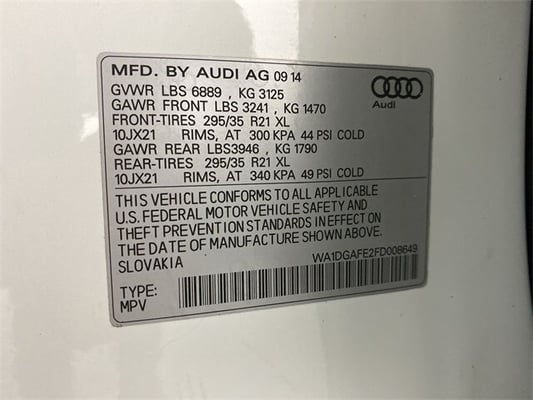 MFD. BY AUDI AG 09 14
GVWR LBS 6889 , KG 3125
GAWR FRONT LBS 3241 , KG 1470
FRONT-TIRES 295/35 R21 XL
10JX21 RIMS, AT 300 KPA 44 PSI COLD
GAWR REAR LBS3946 , KG 1790
REAR-TIRES 295/35 R21 XL
10JX21 RIMS, AT 340 KPA 49 PSI COLD
Audi
THIS VEHICLE CONFORMS TO ALL APPLICABLE
U.S. FEDERAL MOTOR VEHICLE SAFETY AND
THEFT PREVENTION STANDARDS IN EFFECT ON
THE DATE OF MANUFACTURE SHOWN ABOVE.
SLOVAKIA
WA1DGAFE2FD008649
TYPE:
MPV